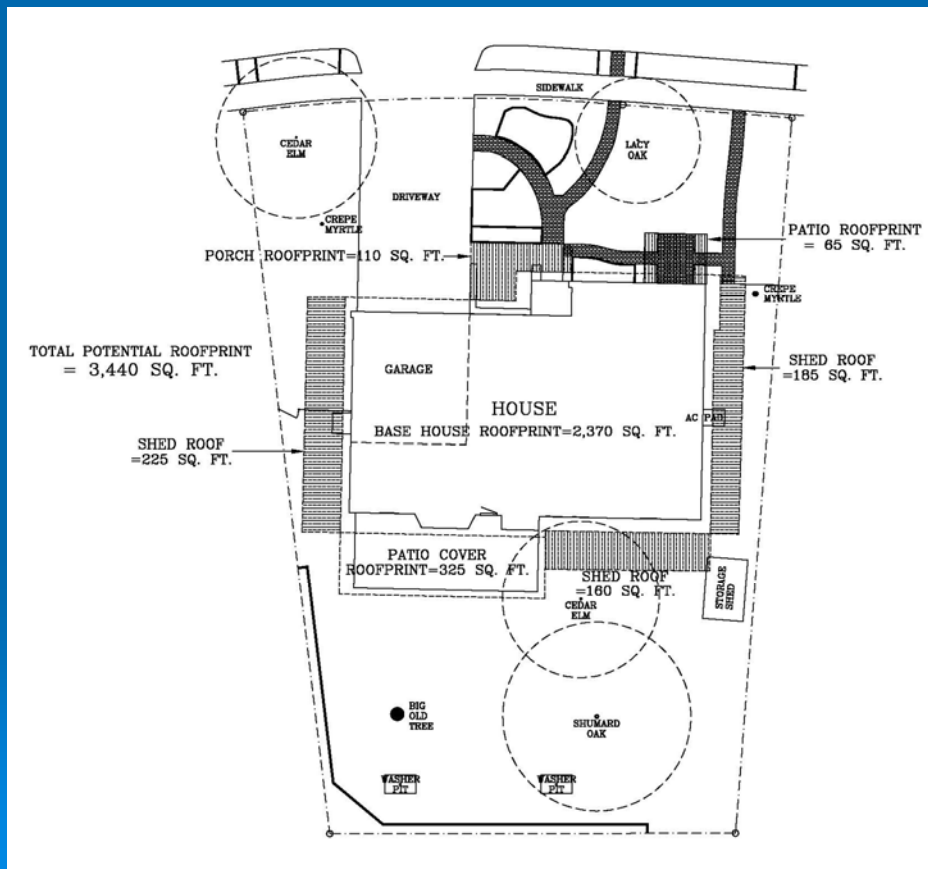 SIDEWALK
CEDAR
ELM
LACY
OAK
DRIVEWAY
CREPE
MYRTLE
PATIO ROOFPRINT
= 65 SQ. FT.
PORCH ROOFPRINT=110 SQ. FT.
CREPE
MYRTLE
TOTAL POTENTIAL ROOFPRINT
= 3,440 SQ. FT.
GARAGE
SHED ROOF
=185 SQ. FT.
HOUSE
AC PAD
BASE HOUSE ROOFPRINT=2,370 SQ. FT.
SHED ROOF
=225 SQ. FT.
PATIO COVER
ROOFPRINT=325 SQ. FT.
SHED ROOF
=160 SQ. FT.
STORAGE
SHED
CEDAR
ELM
BIG
OLD
TREE
SHUMARD
OAK
WASHER
PIT
WASHER
PIT